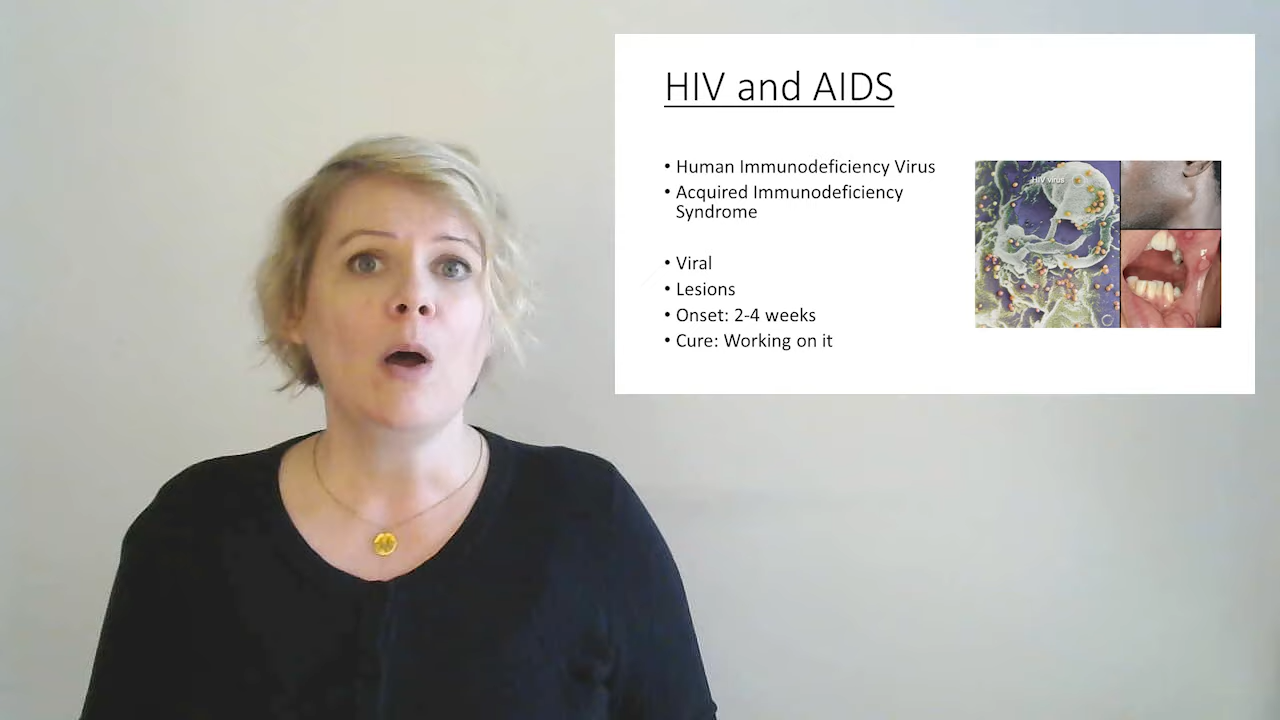 HIV and AIDS
• Human Immunodeficiency Virus
• Acquired Immunodeficiency
Syndrome
HIV virus
• Viral
• Lesions
• Onset: 2-4 weeks
• Cure: Working on it